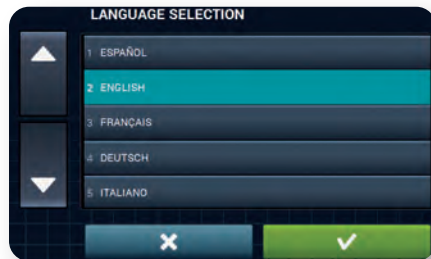 LANGUAGE SELECTION
1 ESPAÑOL
2 ENGLISH
3 FRANÇAIS
4 DEUTSCH
5 ITALIANO